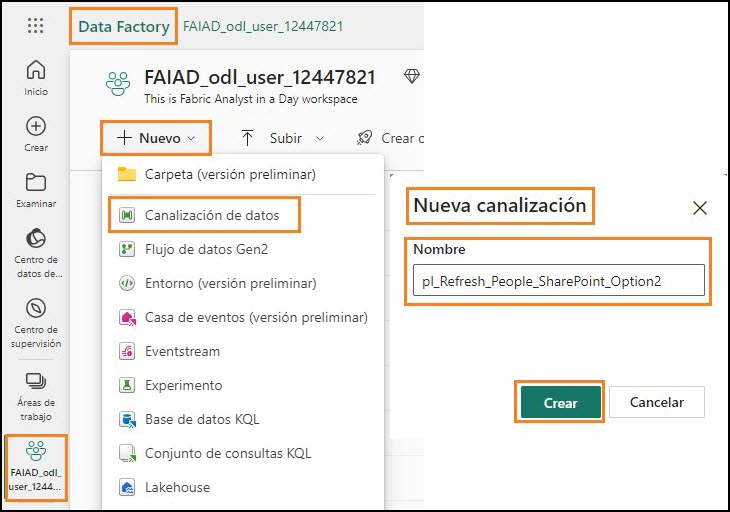 Data Factory FAIAD_odl_user_12447821
Inicio
Crear
Examinar
Centro de
datos de...
Centro de
supervisión
Áreas de
trabajo
FAIAD_odl_
user_1244...
FAIAD_odl_user_12447821
This is Fabric Analyst in a Day workspace
Nuevo Subir Crear o
Carpeta (versión preliminar)
Canalización de datos
Flujo de datos Gen2
Entorno (versión preliminar)
Casa de eventos (versión preliminar)
Eventstream
Experimento
Base de datos KQL
Conjunto de consultas KQL
Lakehouse
Nueva canalización
Nombre
pl_Refresh_People_SharePoint_Option2
Crear Cancelar